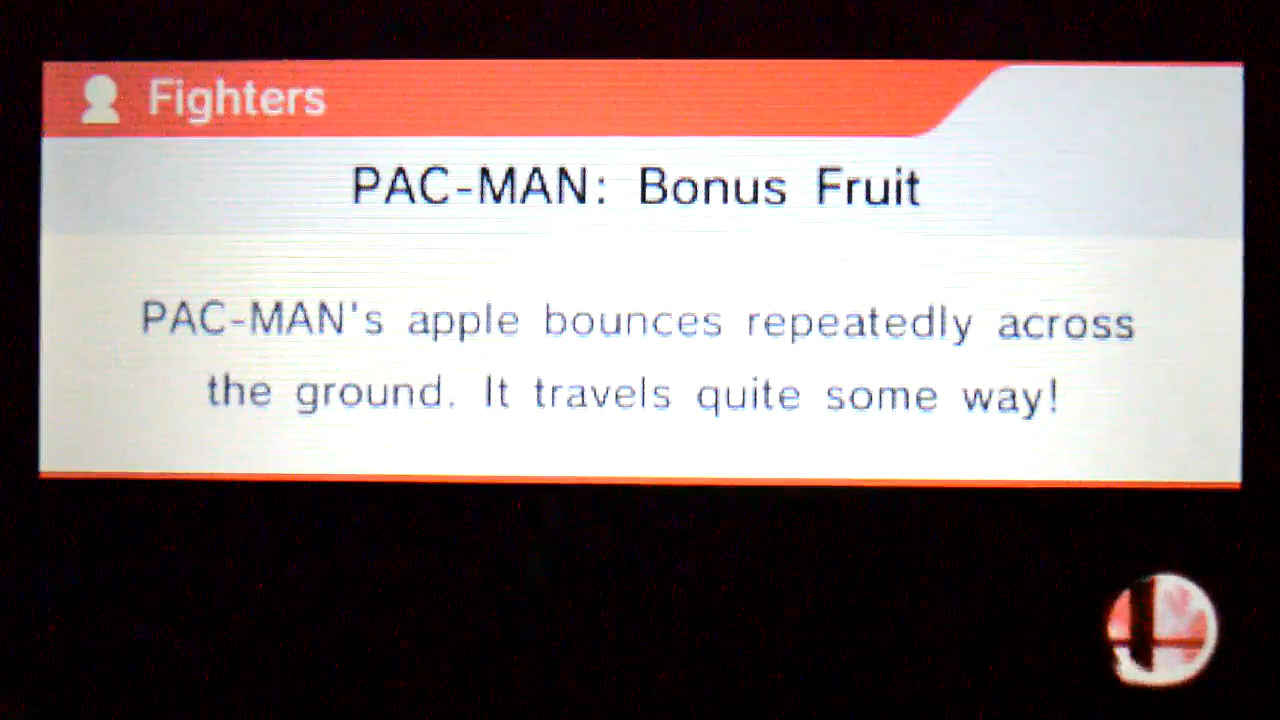 Fighters
PAC-MAN: Bonus Fruit
PAC-MAN's apple bounces repeatedly across
the ground. It travels quite some way!